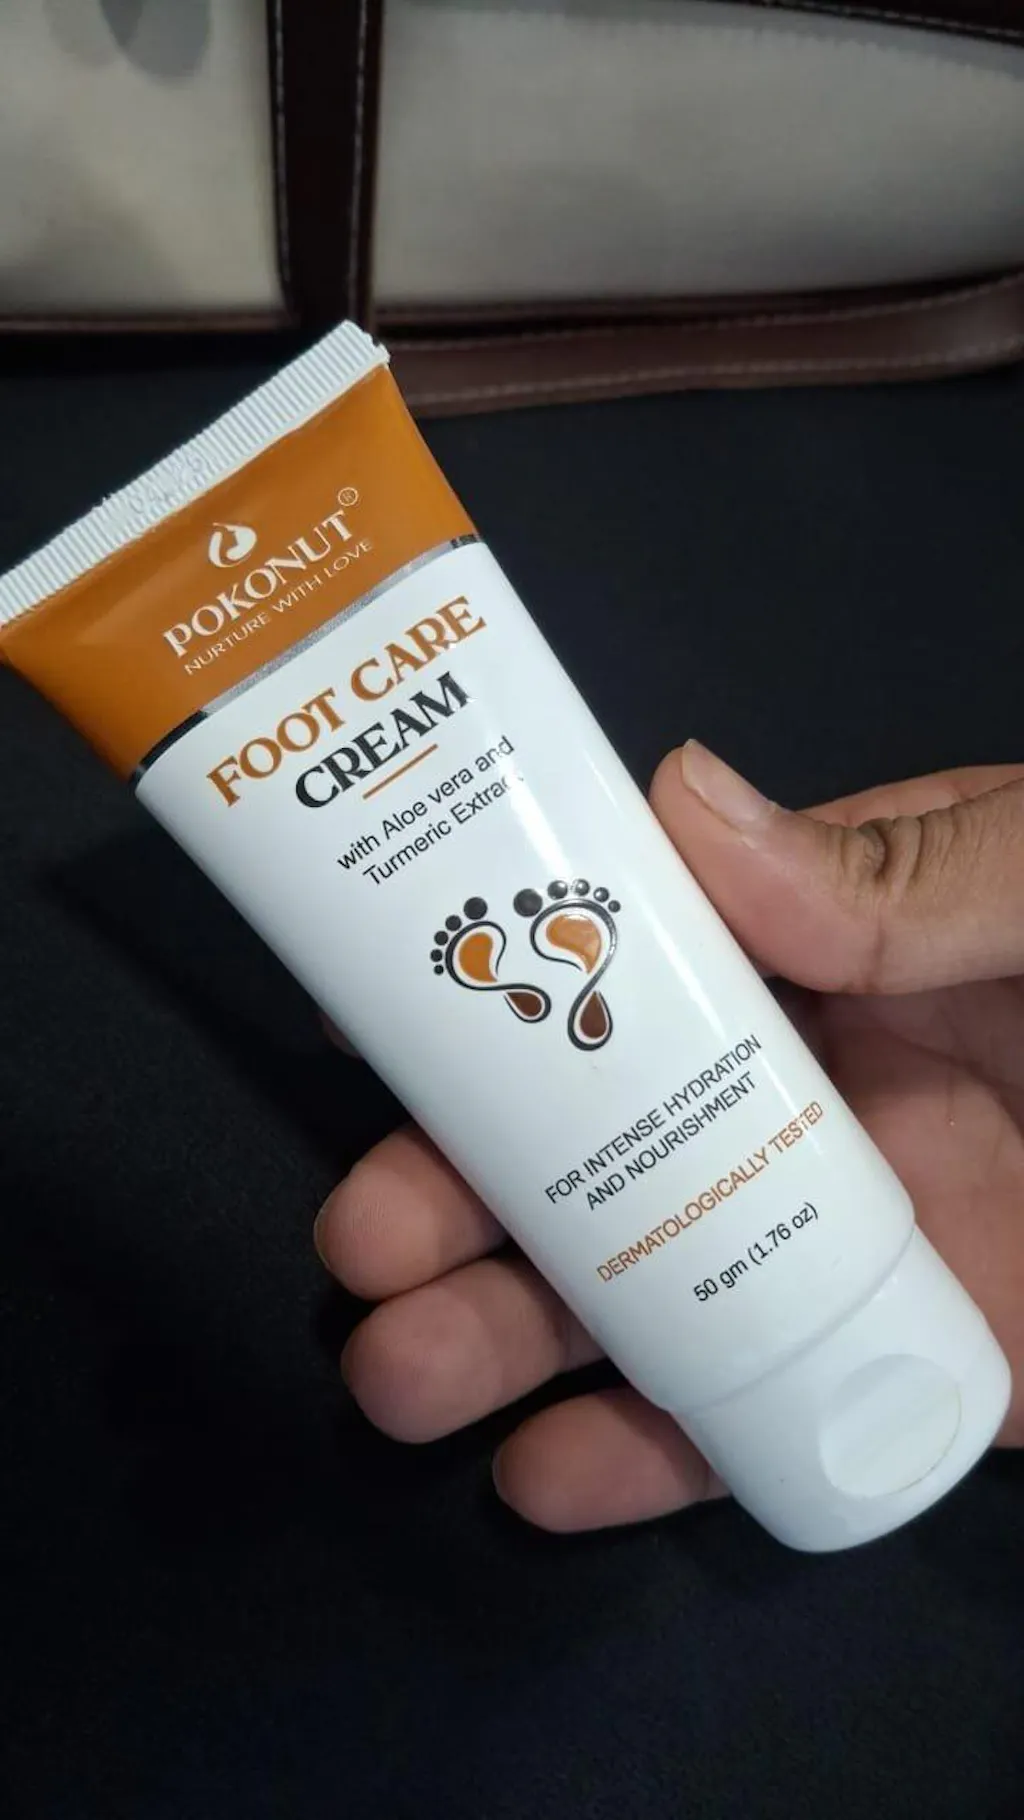 POKONUT®
NURTURE WITH LOVE
FOOT CARE
CREAM
with Aloe vera and
Turmeric Extract
FOR INTENSE HYDRATION
AND NOURISHMENT
DERMATOLOGICALLY TESTED
50 gm (1.76 oz)